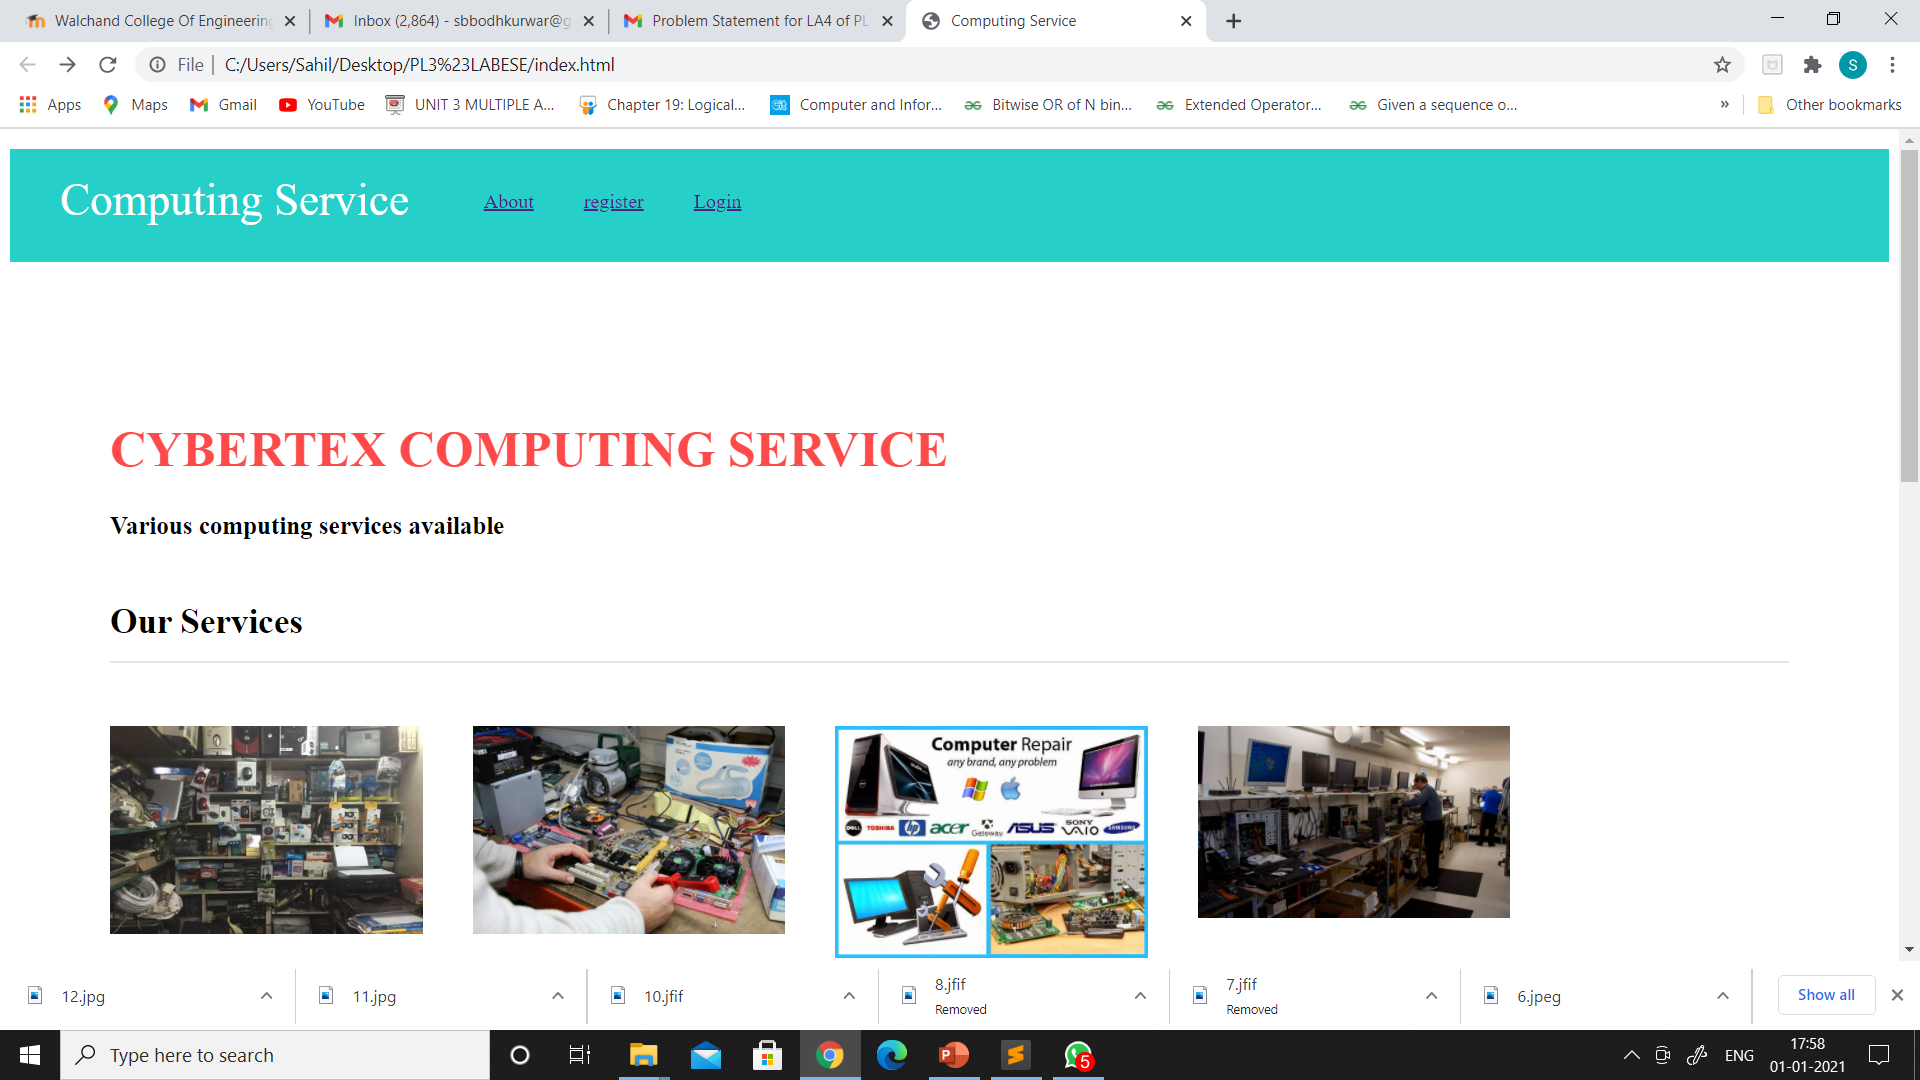 Walchand College Of Engineering
Inbox (2,864) - sbbodhkurwar@g
Problem Statement for LA4 of PL
Computing Service
File
C:/Users/Sahil/Desktop/PL3%23LABESE/index.html
S
Apps
Maps
Gmail
YouTube
UNIT 3 MULTIPLE A...
Chapter 19: Logical...
Computer and Infor...
Bitwise OR of N bin...
Extended Operator...
Given a sequence o...
»
Other bookmarks
Computing Service
About
register
Login
CYBERTEX COMPUTING SERVICE
Various computing services available
Our Services
Computer Repair
any brand, any problem
DELL TOSHIBA hp acer Gateway ASUS SONY VAIO SAMSUNG
12.jpg
11.jpg
10.jfif
8.jfif
Removed
7.jfif
Removed
6.jpeg
Show all
Type here to search
5
ENG
17:58
01-01-2021